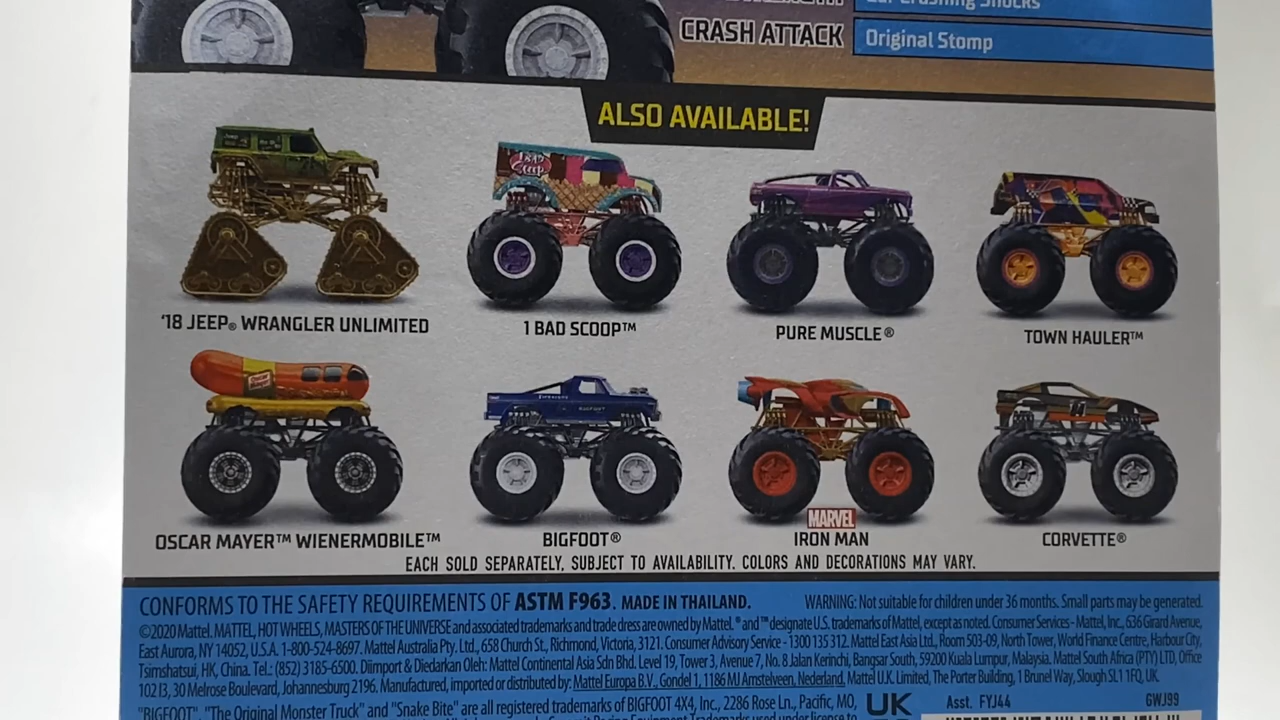 Car Crushing Shocks
CRASH ATTACK Original Stomp
ALSO AVAILABLE!
'18 JEEP® WRANGLER UNLIMITED
1 BAD SCOOP™
PURE MUSCLE®
TOWN HAULER™
OSCAR MAYER™ WIENERMOBILE™
BIGFOOT®
MARVEL
IRON MAN
CORVETTE®
EACH SOLD SEPARATELY, SUBJECT TO AVAILABILITY. COLORS AND DECORATIONS MAY VARY.
CONFORMS TO THE SAFETY REQUIREMENTS OF ASTM F963. MADE IN THAILAND. WARNING: Not suitable for children under 36 months. Small parts may be generated.
©2020 Mattel. MATTEL, HOT WHEELS, MASTERS OF THE UNIVERSE and associated trademarks and trade dress are owned by Mattel. ® and ™ designate U.S. trademarks of Mattel, except as noted. Consumer Services - Mattel, Inc., 636 Girard Avenue,
East Aurora, NY 14052, U.S.A. 1-800-524-8697. Mattel Australia Pty. Ltd., 658 Church St., Richmond, Victoria, 3121. Consumer Advisory Service - 1300 135 312. Mattel East Asia Ltd., Room 503-09, North Tower, World Finance Centre, Harbour City,
Tsimshatsui, HK, China. Tel.: (852) 3185-6500. Diimport & Diedarkan Oleh: Mattel Continental Asia Sdn Bhd. Level 19, Tower 3, Avenue 7, No. 8 Jalan Kerinchi, Bangsar South, 59200 Kuala Lumpur, Malaysia. Mattel South Africa (PTY) LTD, Office
102 I3, 30 Melrose Boulevard, Johannesburg 2196. Manufactured, imported or distributed by: Mattel Europa B.V., Gondel 1, 1186 MJ Amstelveen, Nederland. Mattel U.K. Limited, The Porter Building, 1 Brunel Way, Slough SL1 1FQ, UK.
"BIGFOOT", "The Original Monster Truck" and "Snake Bite" are all registered trademarks of BIGFOOT 4X4, Inc., 2286 Rose Ln., Pacific, MO,
UK
Asst. FYJ44 GWJ99